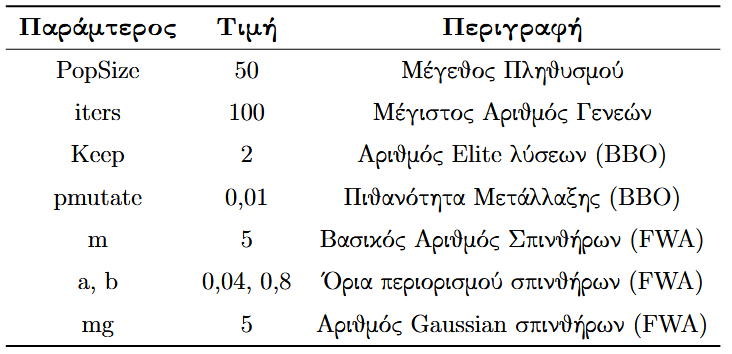 Παράμτερος Τιμή Περιγραφή
PopSize 50 Μέγεθος Πληθυσμού
iters 100 Μέγιστος Αριθμός Γενεών
Keep 2 Αριθμός Elite λύσεων (BBO)
pmutate 0,01 Πιθανότητα Μετάλλαξης (BBO)
m 5 Βασικός Αριθμός Σπινθήρων (FWA)
a, b 0,04, 0,8 Όρια περιορισμού σπινθήρων (FWA)
mg 5 Αριθμός Gaussian σπινθήρων (FWA)